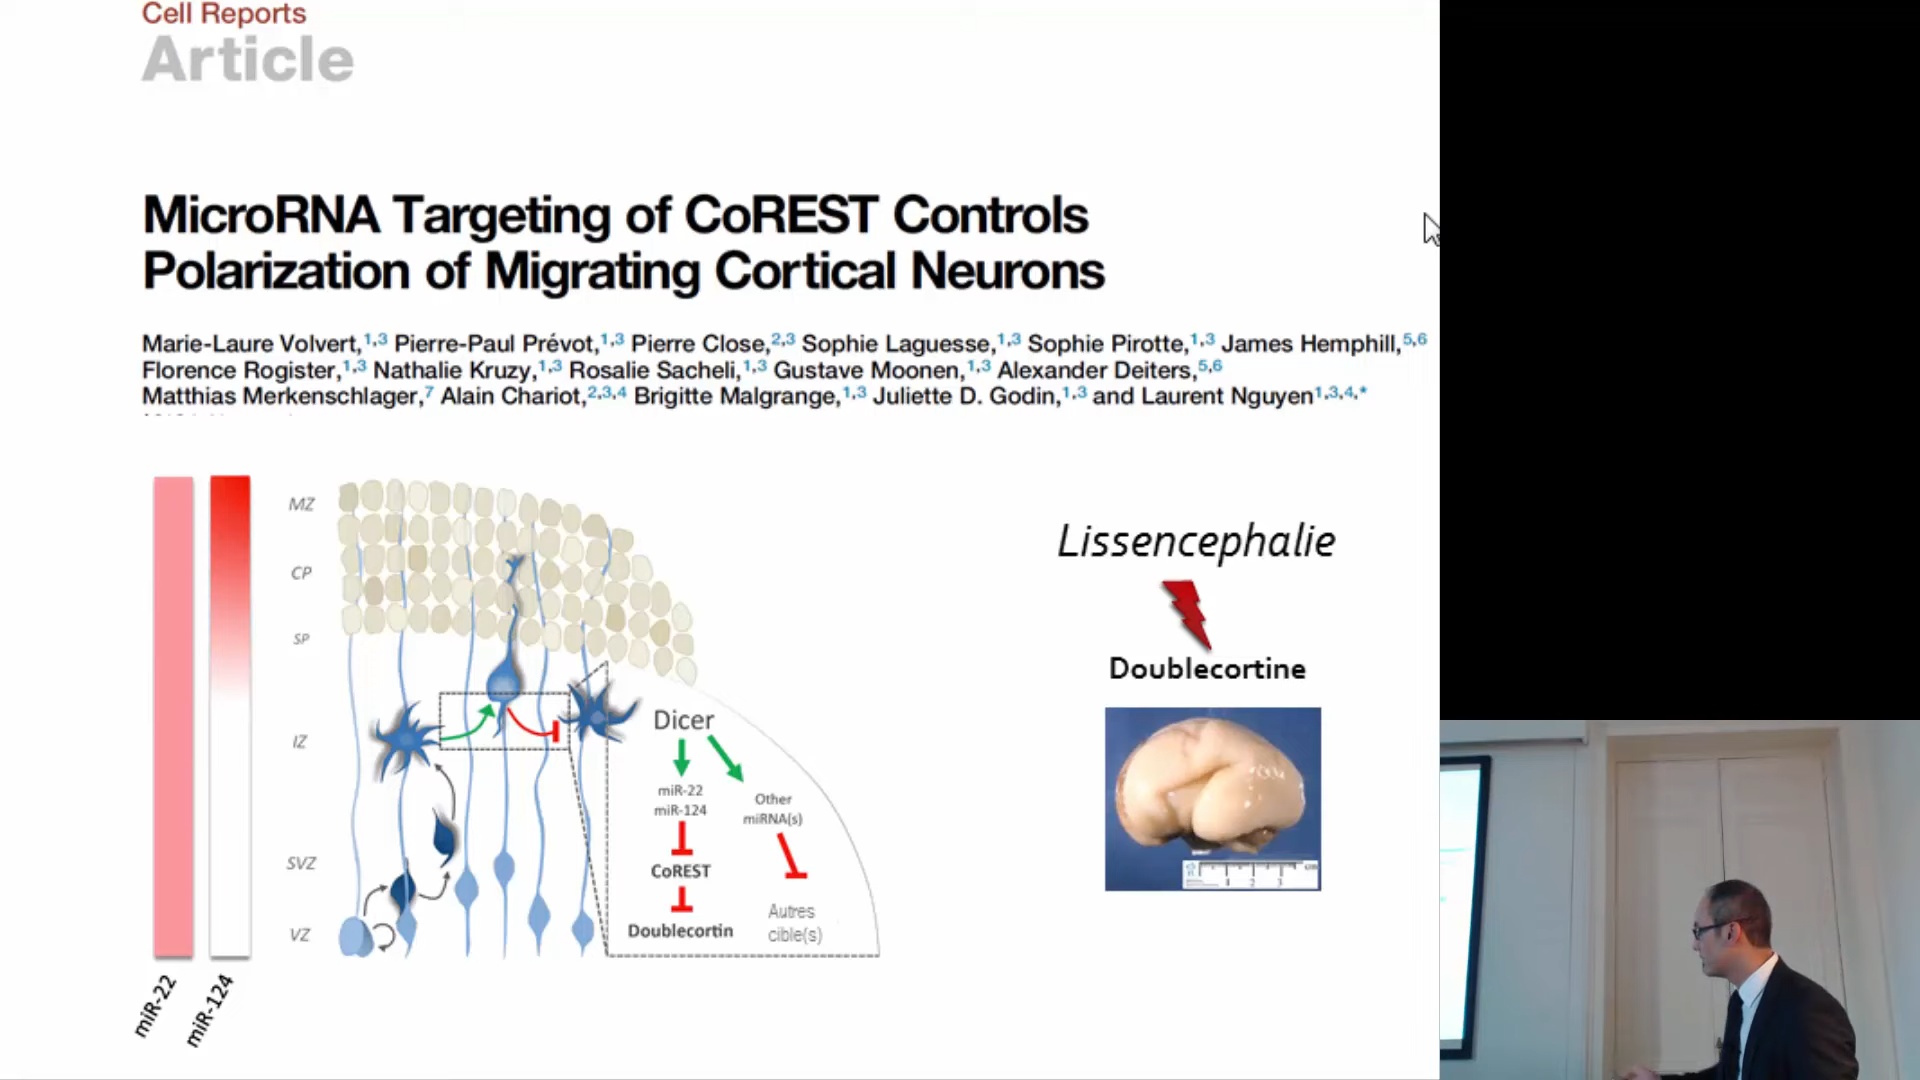 Cell Reports
Article
MicroRNA Targeting of CoREST Controls
Polarization of Migrating Cortical Neurons
Marie-Laure Volvert,1,3 Pierre-Paul Prévot,1,3 Pierre Close,2,3 Sophie Laguesse,1,3 Sophie Pirotte,1,3 James Hemphill,5,6
Florence Rogister,1,3 Nathalie Kruzy,1,3 Rosalie Sacheli,1,3 Gustave Moonen,1,3 Alexander Deiters,5,6
Matthias Merkenschlager,7 Alain Chariot,2,3,4 Brigitte Malgrange,1,3 Juliette D. Godin,1,3 and Laurent Nguyen1,3,4,*
MZ
CP
SP
IZ
SVZ
VZ
miR-22
miR-124
Dicer
miR-22
miR-124
Other
miRNA(s)
CoREST
Doublecortin
Autres
cible(s)
Lissencephalie
Doublecortine
cm
1 2 3